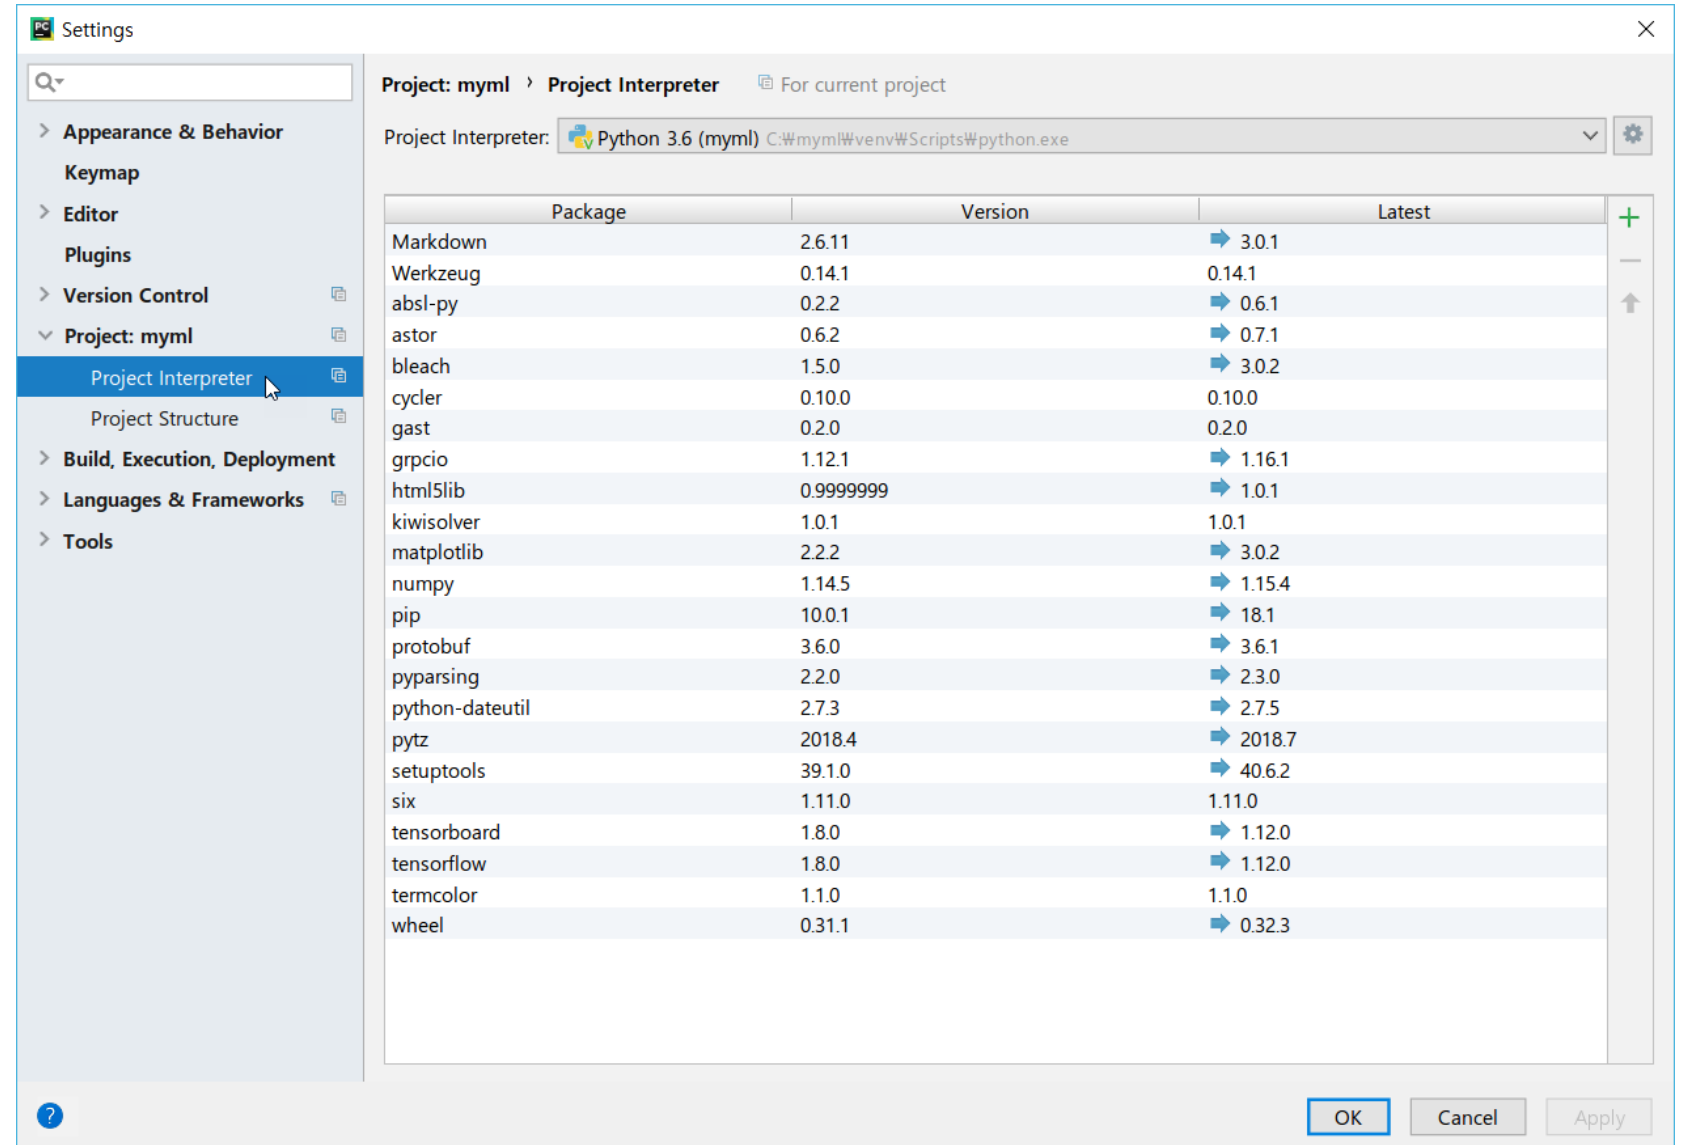 Settings
Project: myml › Project Interpreter For current project
Appearance & Behavior
Keymap
Editor
Plugins
Version Control
Project: myml
Project Interpreter
Project Structure
Build, Execution, Deployment
Languages & Frameworks
Tools
Project Interpreter: Python 3.6 (myml) C:₩myml₩venv₩Scripts₩python.exe
Package Version Latest
Markdown 2.6.11 3.0.1
Werkzeug 0.14.1 0.14.1
absl-py 0.2.2 0.6.1
astor 0.6.2 0.7.1
bleach 1.5.0 3.0.2
cycler 0.10.0 0.10.0
gast 0.2.0 0.2.0
grpcio 1.12.1 1.16.1
html5lib 0.9999999 1.0.1
kiwisolver 1.0.1 1.0.1
matplotlib 2.2.2 3.0.2
numpy 1.14.5 1.15.4
pip 10.0.1 18.1
protobuf 3.6.0 3.6.1
pyparsing 2.2.0 2.3.0
python-dateutil 2.7.3 2.7.5
pytz 2018.4 2018.7
setuptools 39.1.0 40.6.2
six 1.11.0 1.11.0
tensorboard 1.8.0 1.12.0
tensorflow 1.8.0 1.12.0
termcolor 1.1.0 1.1.0
wheel 0.31.1 0.32.3
? OK Cancel Apply